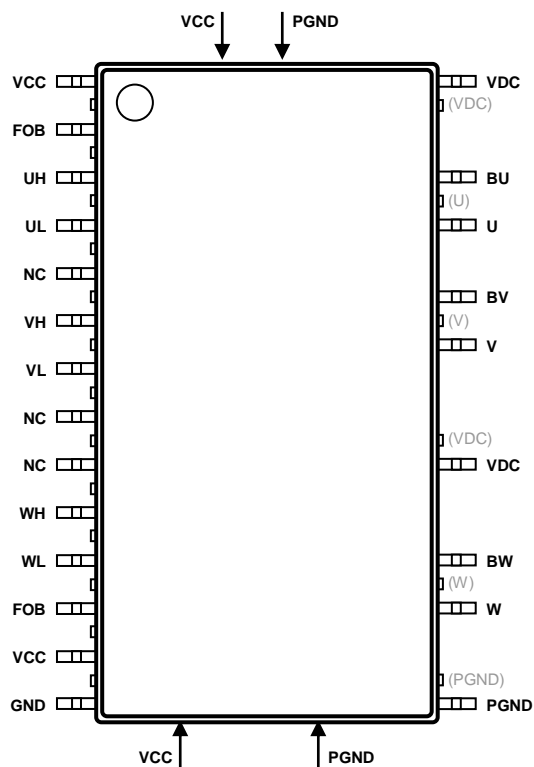 VCC PGND
VCC VDC
(VDC)
FOB
UH BU
(U)
UL U
NC
BV
VH (V)
V
VL
NC
(VDC)
NC VDC
WH
WL BW
(W)
FOB W
VCC
(PGND)
GND PGND
VCC PGND